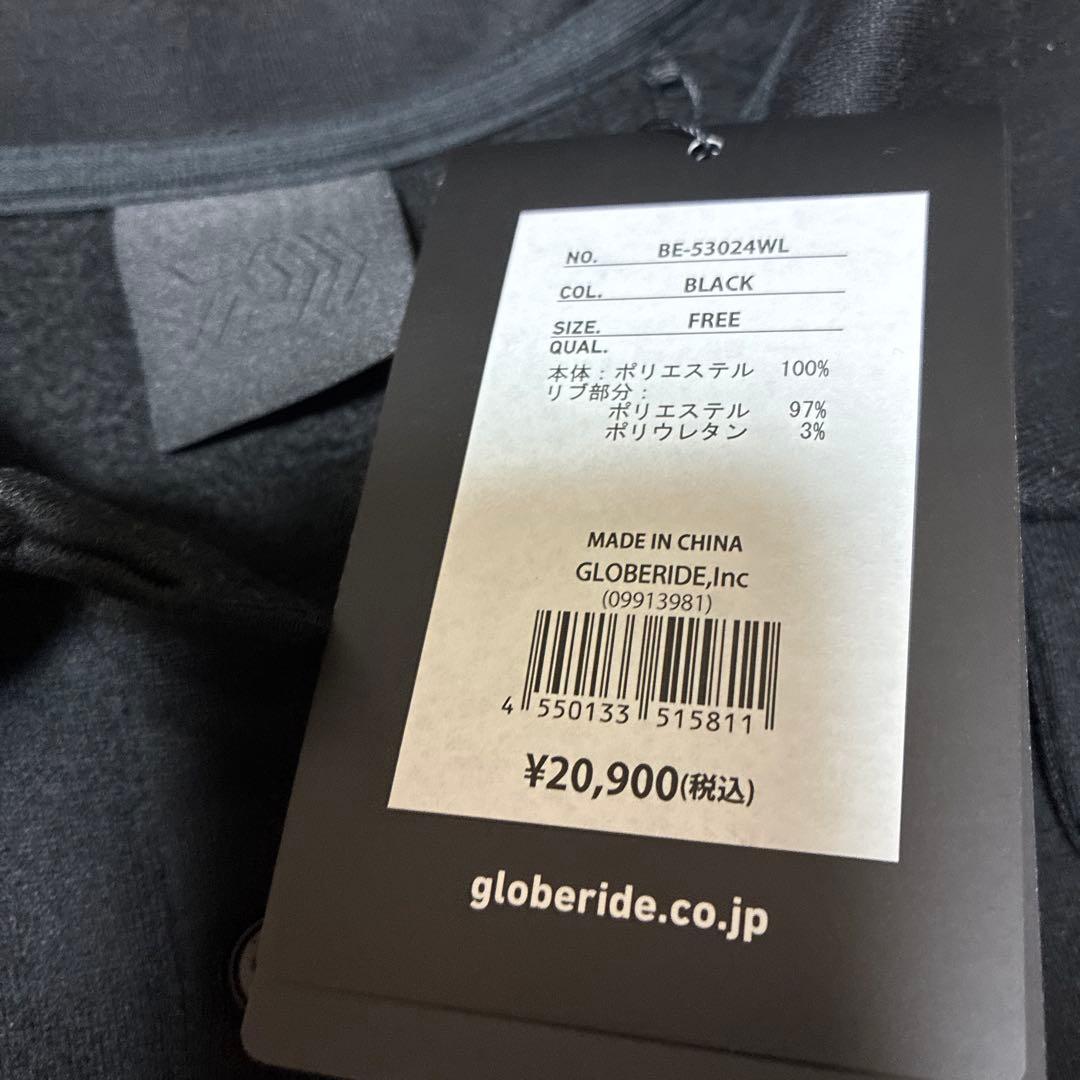 NO. BE-53024WL
COL. BLACK
SIZE. FREE
QUAL.
本体：ポリエステル 100%
リブ部分：
ポリエステル 97%
ポリウレタン 3%
MADE IN CHINA
GLOBERIDE,Inc
(09913981)
4 550133 515811
¥20,900(税込)
globeride.co.jp